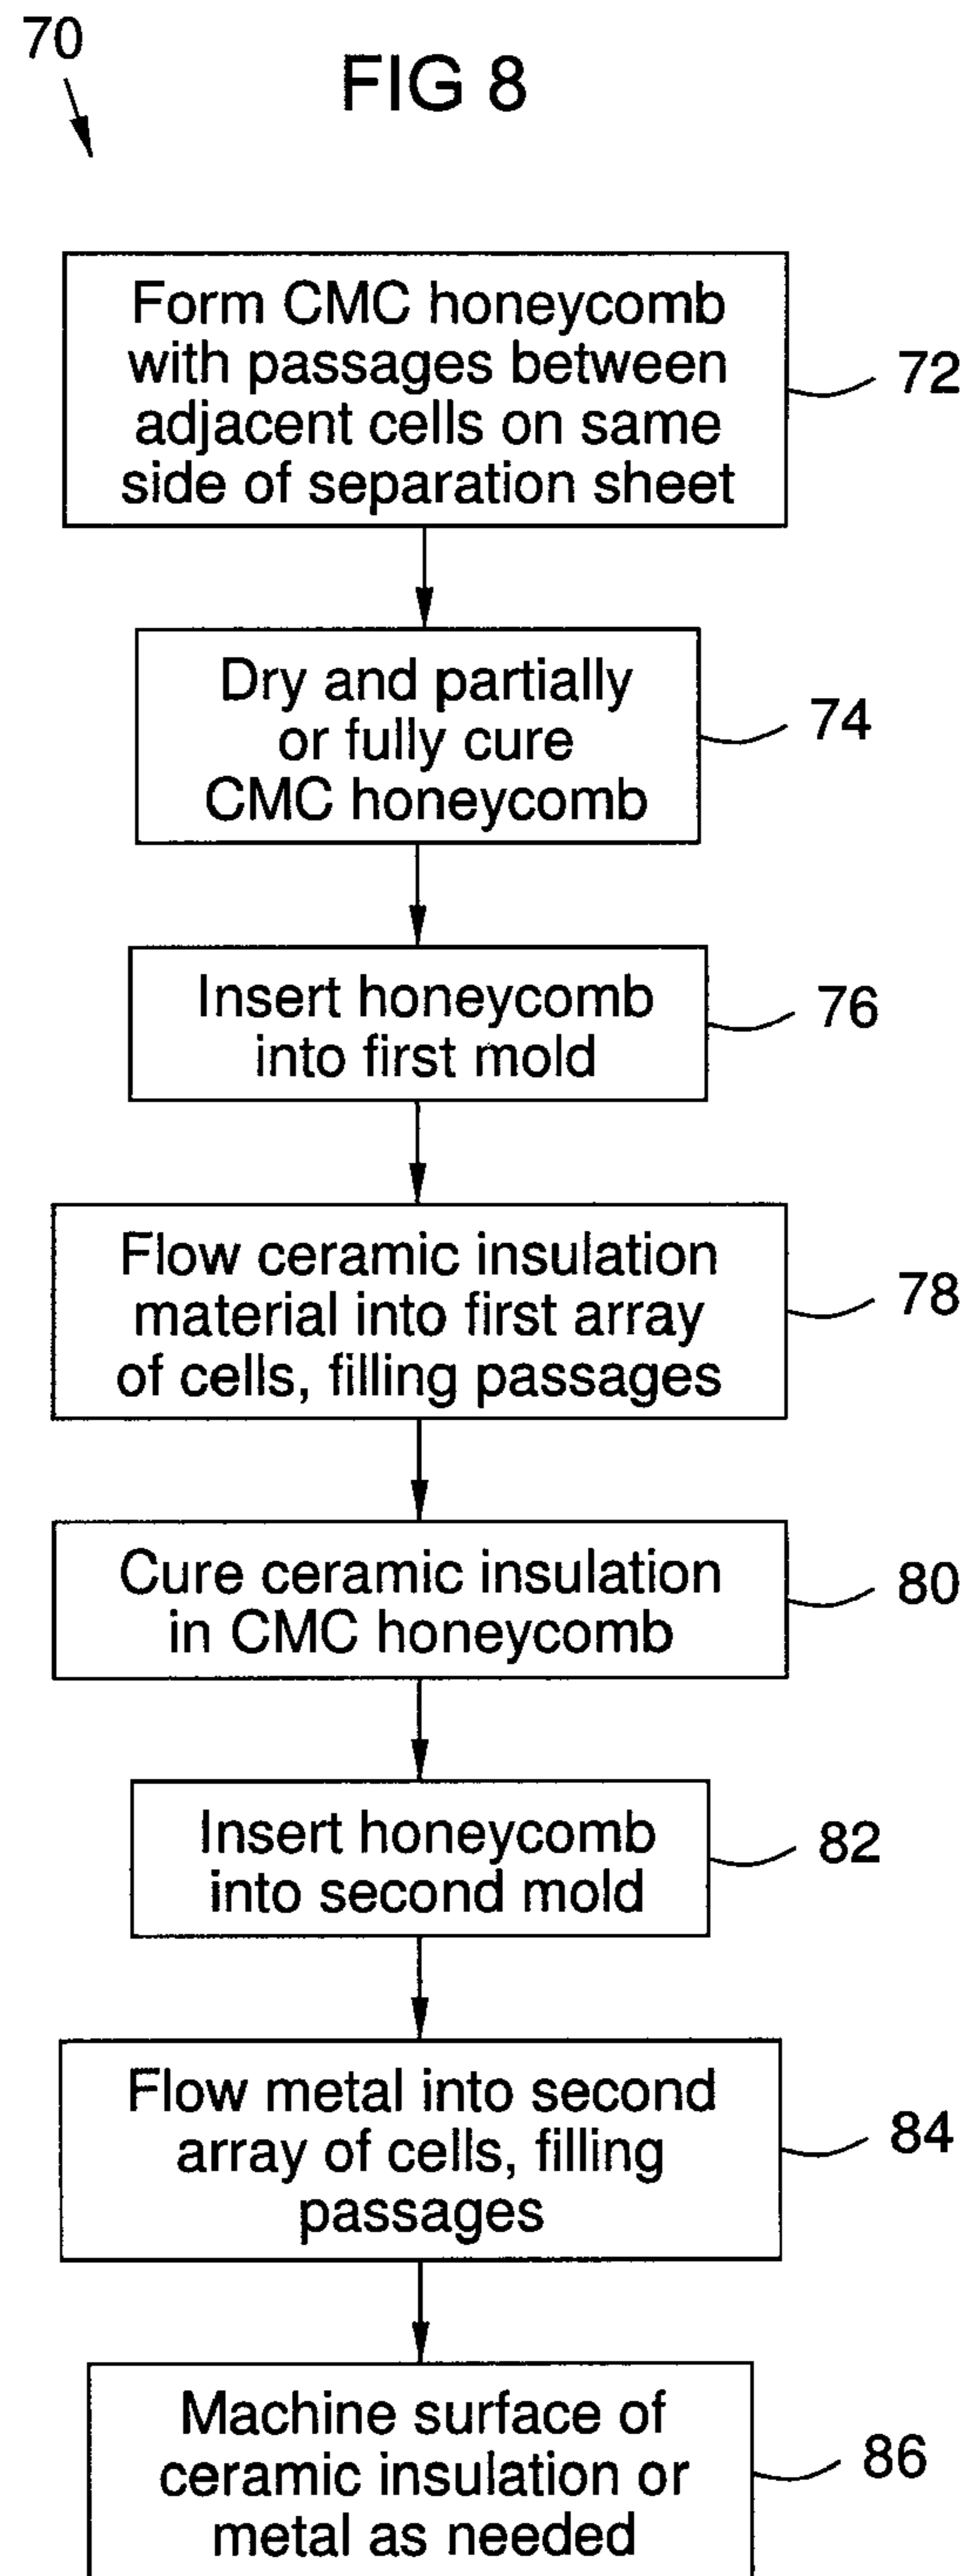 70
FIG 8
Form CMC honeycomb
with passages between
adjacent cells on same
side of separation sheet
72
Dry and partially
or fully cure
CMC honeycomb
74
Insert honeycomb
into first mold
76
Flow ceramic insulation
material into first array
of cells, filling passages
78
Cure ceramic insulation
in CMC honeycomb
80
Insert honeycomb
into second mold
82
Flow metal into second
array of cells, filling
passages
84
Machine surface of
ceramic insulation or
metal as needed
86